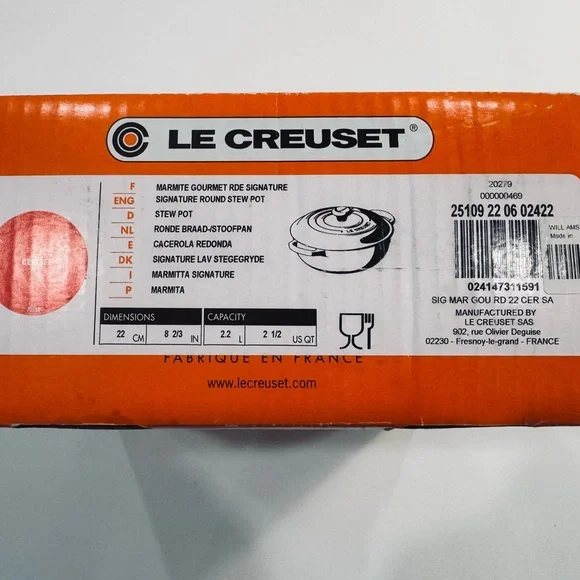 LE CREUSET®
F MARMITE GOURMET RDE SIGNATURE
ENG SIGNATURE ROUND STEW POT
D STEW POT
NL RONDE BRAAD-/STOOFPAN
E CACEROLA REDONDA
DK SIGNATURE LAV STEGEGRYDE
I MARMITTA SIGNATURE
P MARMITA
LE CREUSET
DIMENSIONS CAPACITY
22 CM 8 2/3 IN 2.2 L 2 1/2 US QT
FABRIQUÉ EN FRANCE
www.lecreuset.com
20279
000000469
25109 22 06 02422
024147311591
SIG MAR GOU RD 22 CER SA
MANUFACTURED BY
LE CREUSET SAS
902, rue Olivier Deguise
02230 - Fresnoy-le-grand - FRANCE
WILL AMS
Made in